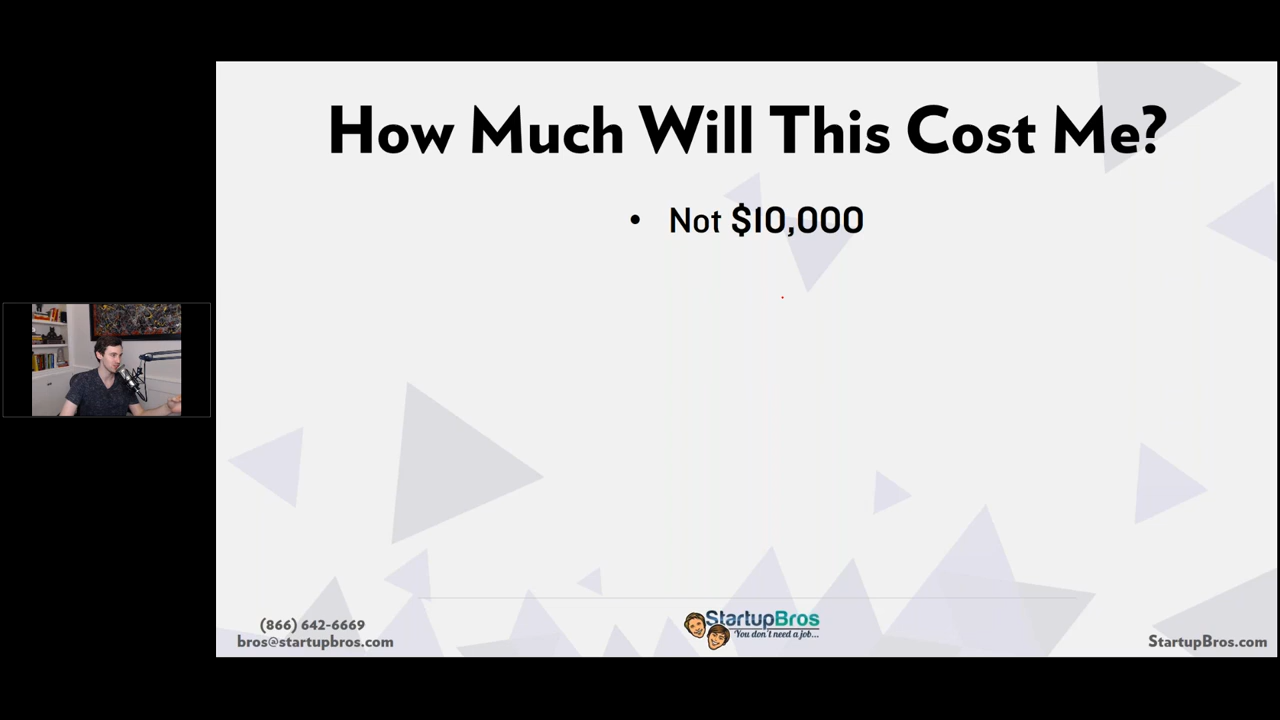 How Much Will This Cost Me?
• Not $10,000
(866) 642-6669
bros@startupbros.com
StartupBros
"You don't need a job...
StartupBros.com